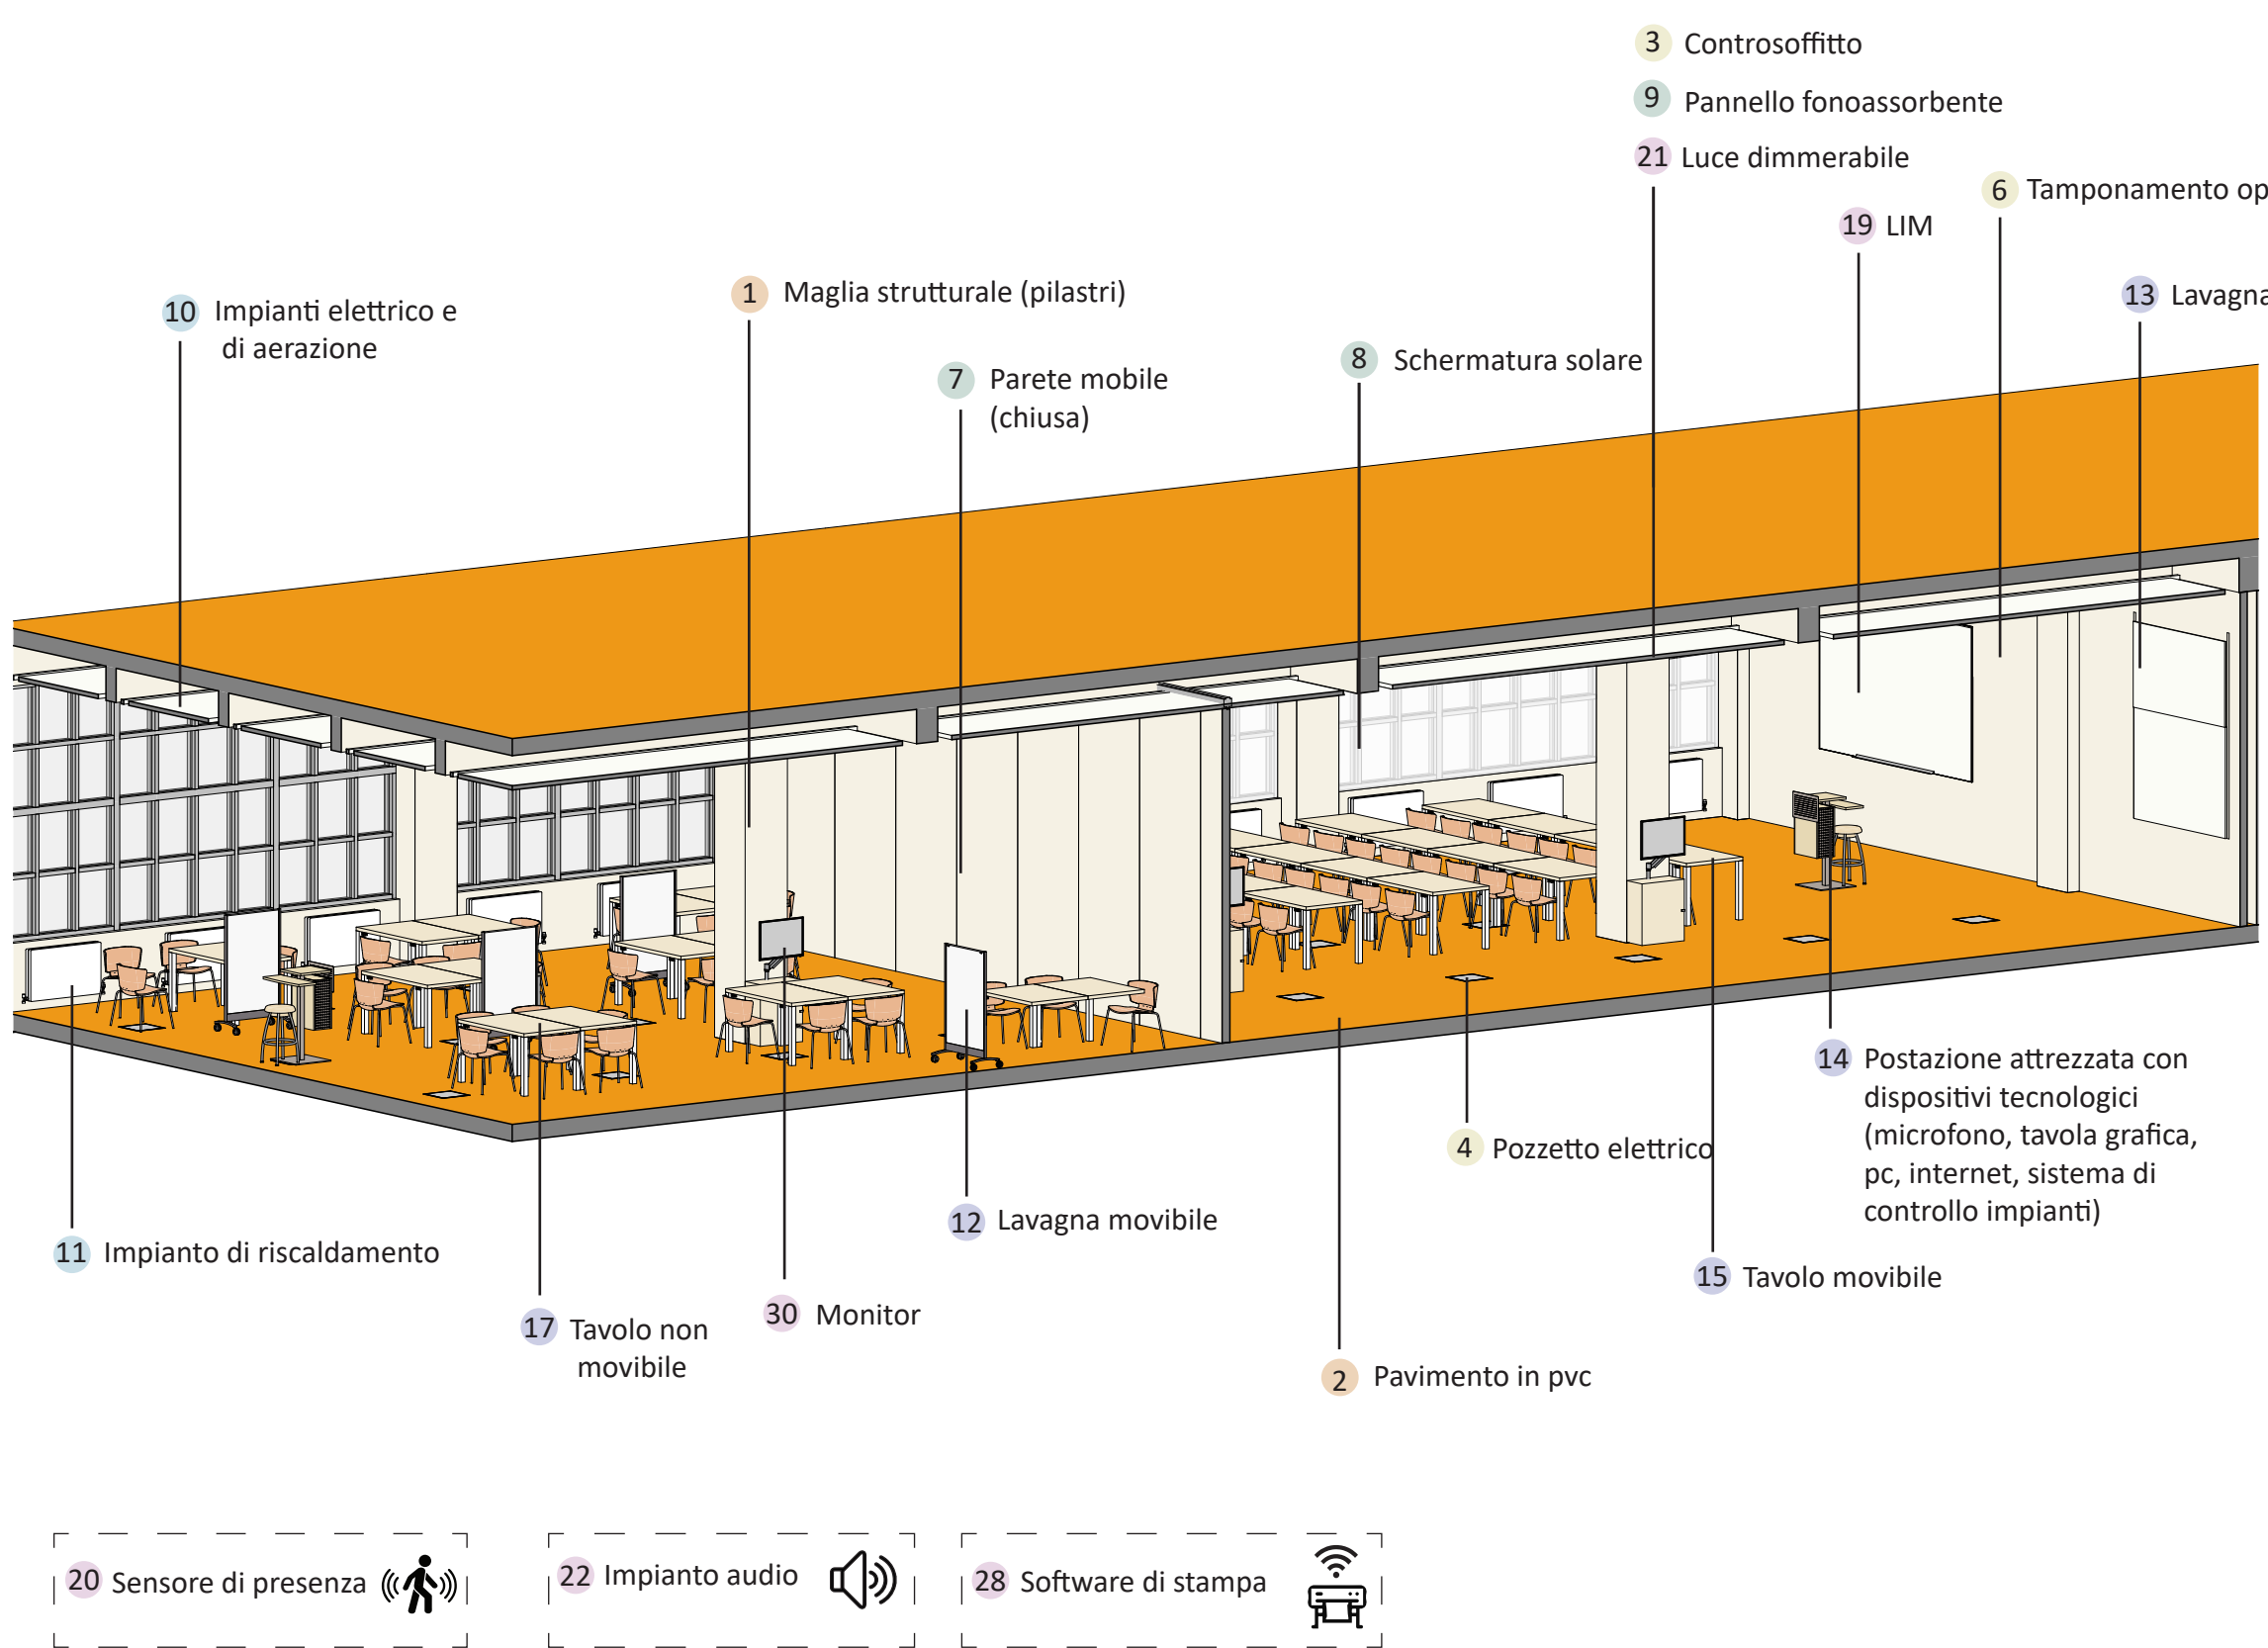 3 Controsoffitto
9 Pannello fonoassorbente
21 Luce dimmerabile
6 Tamponamento op
19 LIM
13 Lavagna
10 Impianti elettrico e
di aerazione
1 Maglia strutturale (pilastri)
7 Parete mobile
(chiusa)
8 Schermatura solare
14 Postazione attrezzata con
dispositivi tecnologici
(microfono, tavola grafica,
pc, internet, sistema di
controllo impianti)
4 Pozzetto elettrico
12 Lavagna movibile
11 Impianto di riscaldamento
15 Tavolo movibile
30 Monitor
17 Tavolo non
movibile
2 Pavimento in pvc
20 Sensore di presenza
22 Impianto audio
28 Software di stampa